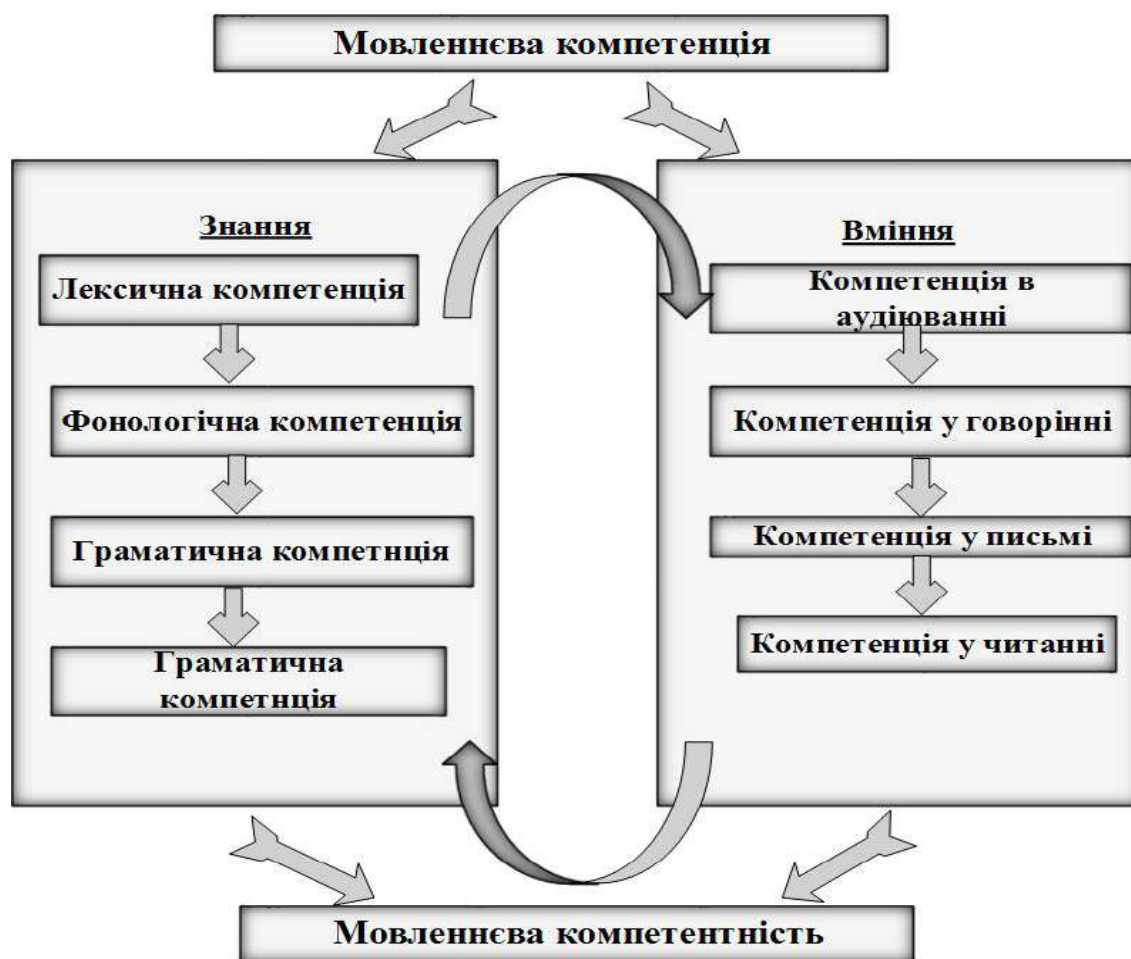 Мовленнєва компетенція
Знання
Лексична компетенція
Фонологічна компетенція
Граматична компетнція
Граматична
компетнція
Вміння
Компетенція в
аудіюванні
Компетенція у говорінні
Компетенція у письмі
Компетенція у читанні
Мовленнєва компетентність